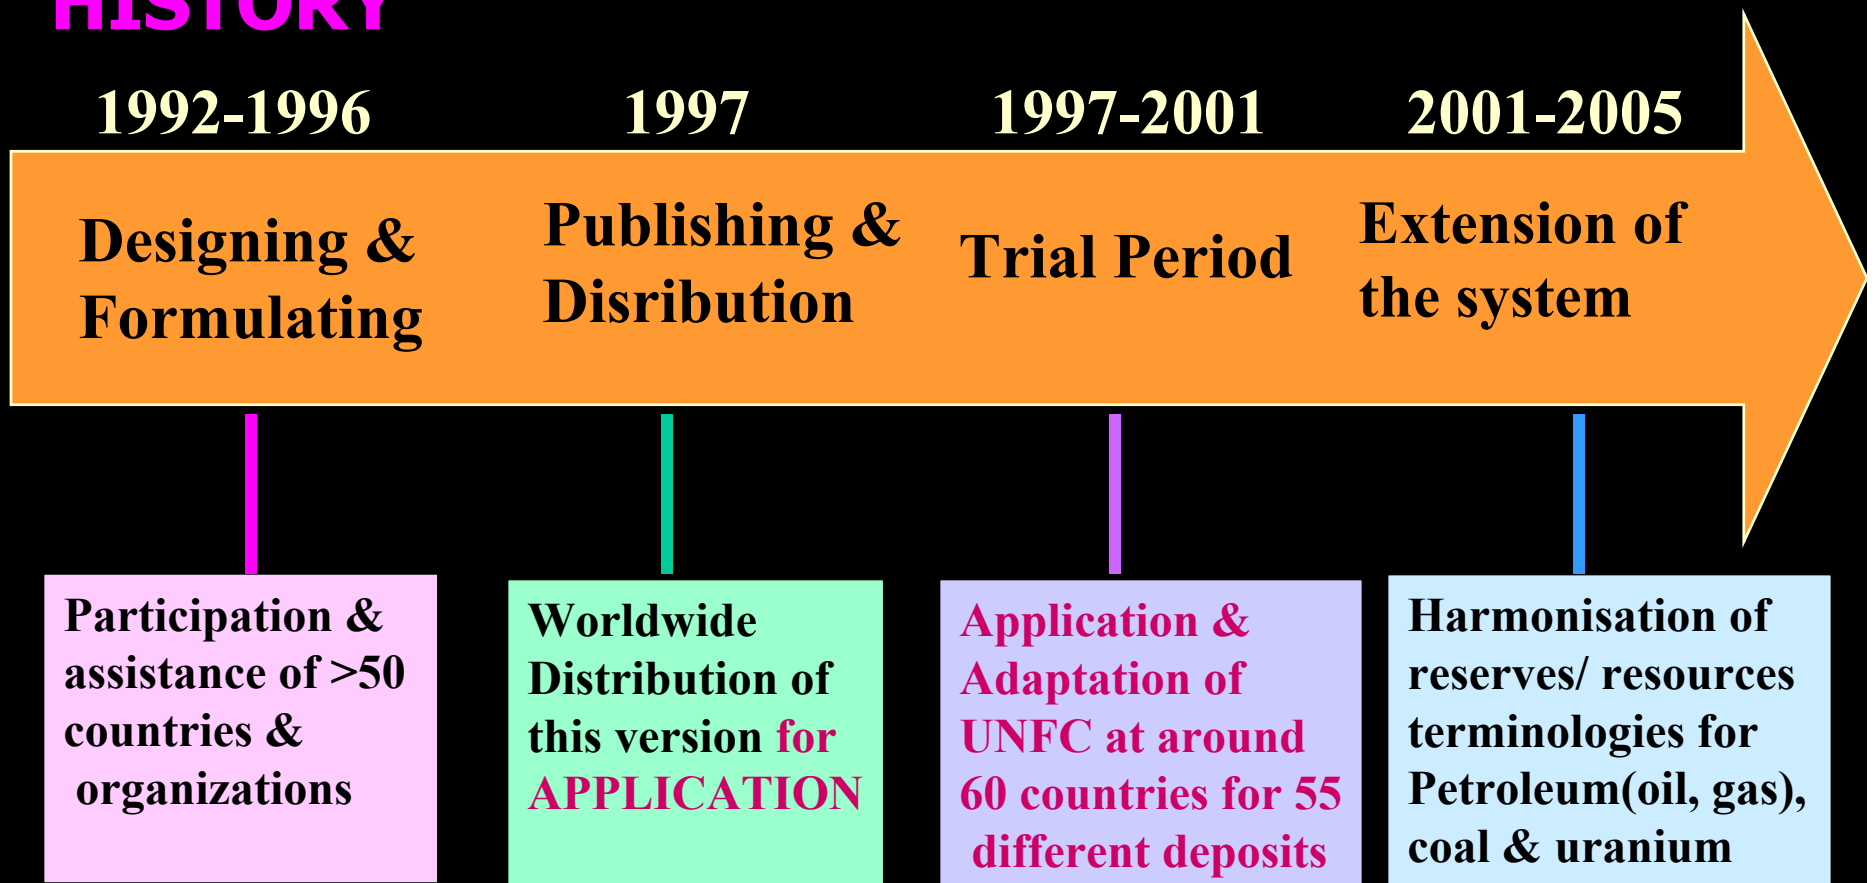 HISTORY
1992-1996
1997
1997-2001
2001-2005
Designing &
Formulating
Publishing &
Disribution
Trial Period
Extension of
the system
Participation &
assistance of >50
countries &
organizations
Worldwide
Distribution of
this version for
APPLICATION
Application &
Adaptation of
UNFC at around
60 countries for 55
different deposits
Harmonisation of
reserves/ resources
terminologies for
Petroleum(oil, gas),
coal & uranium